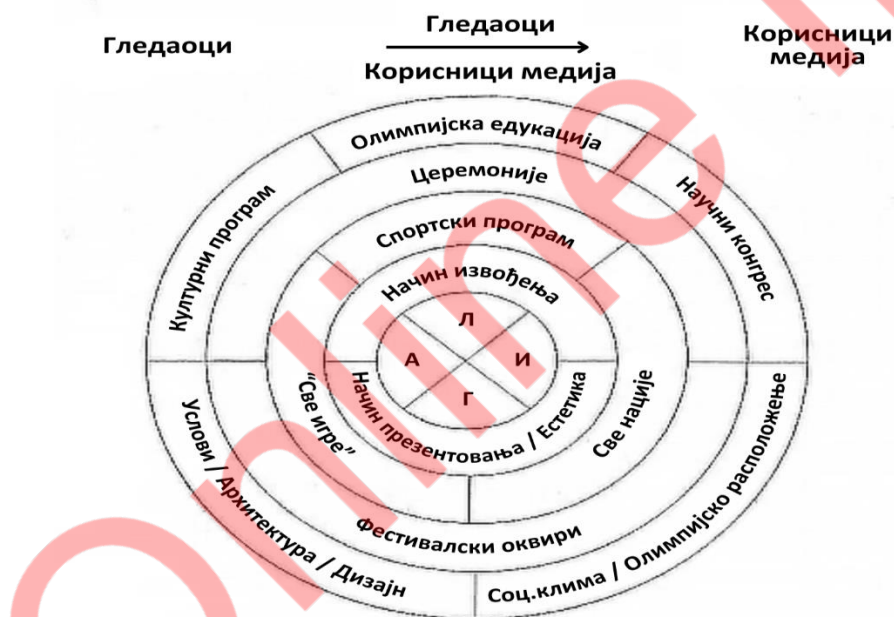 Гледаоци
Гледаоци
Корисници медија
Корисници
медија
Олимпијска едукација
Културни програм
Научни конгрес
Церемоније
Спортски програм
Начин извођења
Л
А
И
Г
"Све игре"
Начин презентовања / Естетика
Све нације
Фестивалски оквири
Услови / Архитектура / Дизајн
Соц.клима / Олимпијско расположење
Online